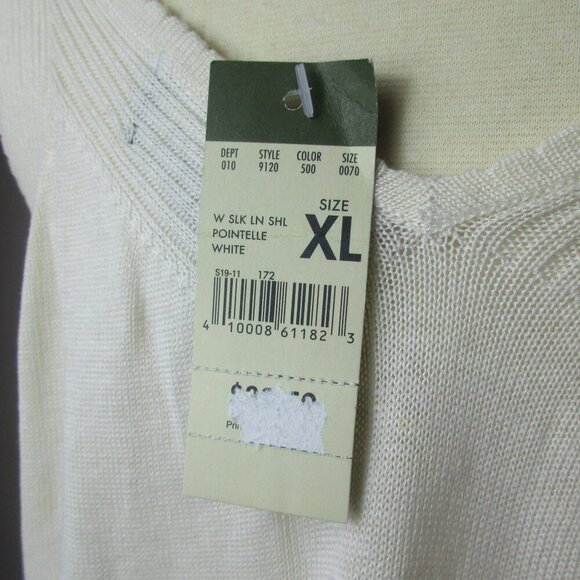 DEPT STYLE COLOR SIZE
010 9120 500 0070
SIZE
W SLK LN SHL
POINTELLE
WHITE
XL
S19-11 172
4 10008 61182 3